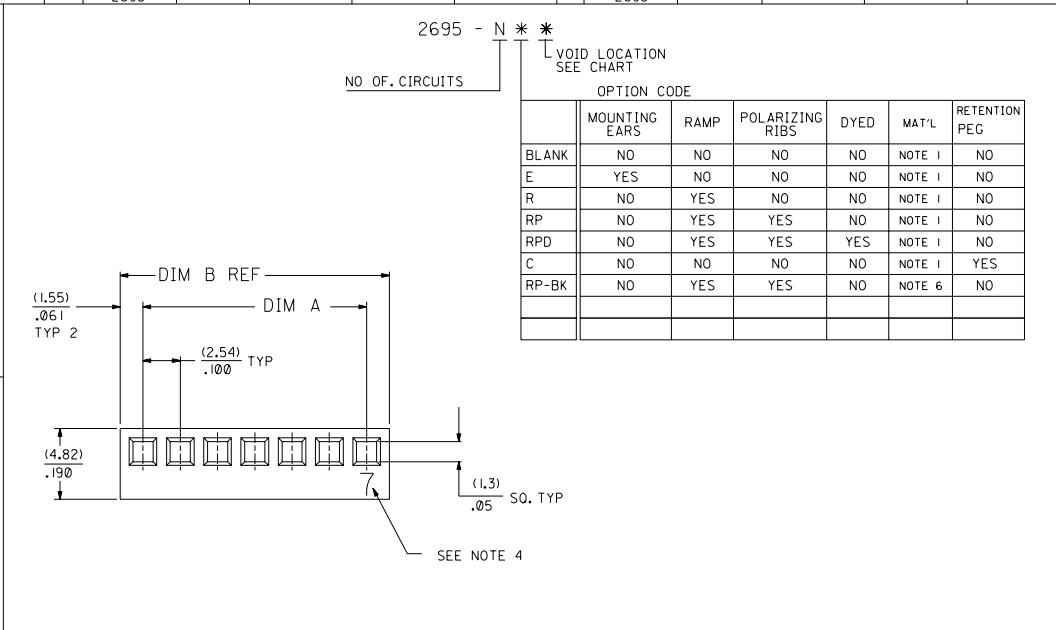 2695 - N * *
VOID LOCATION
SEE CHART
NO OF. CIRCUITS
OPTION CODE
MOUNTING EARS RAMP POLARIZING RIBS DYED MAT'L RETENTION PEG
BLANK NO NO NO NO NOTE 1 NO
E YES NO NO NO NOTE 1 NO
R NO YES NO NO NOTE 1 NO
RP NO YES YES NO NOTE 1 NO
RPD NO YES YES YES NOTE 1 NO
C NO NO NO NO NOTE 1 YES
RP-BK NO YES YES NO NOTE 6 NO
DIM B REF
DIM A
(1.55)
.061
TYP 2
(2.54)
.100 TYP
(4.82)
.190
7
(1.3)
.05 SQ. TYP
SEE NOTE 4